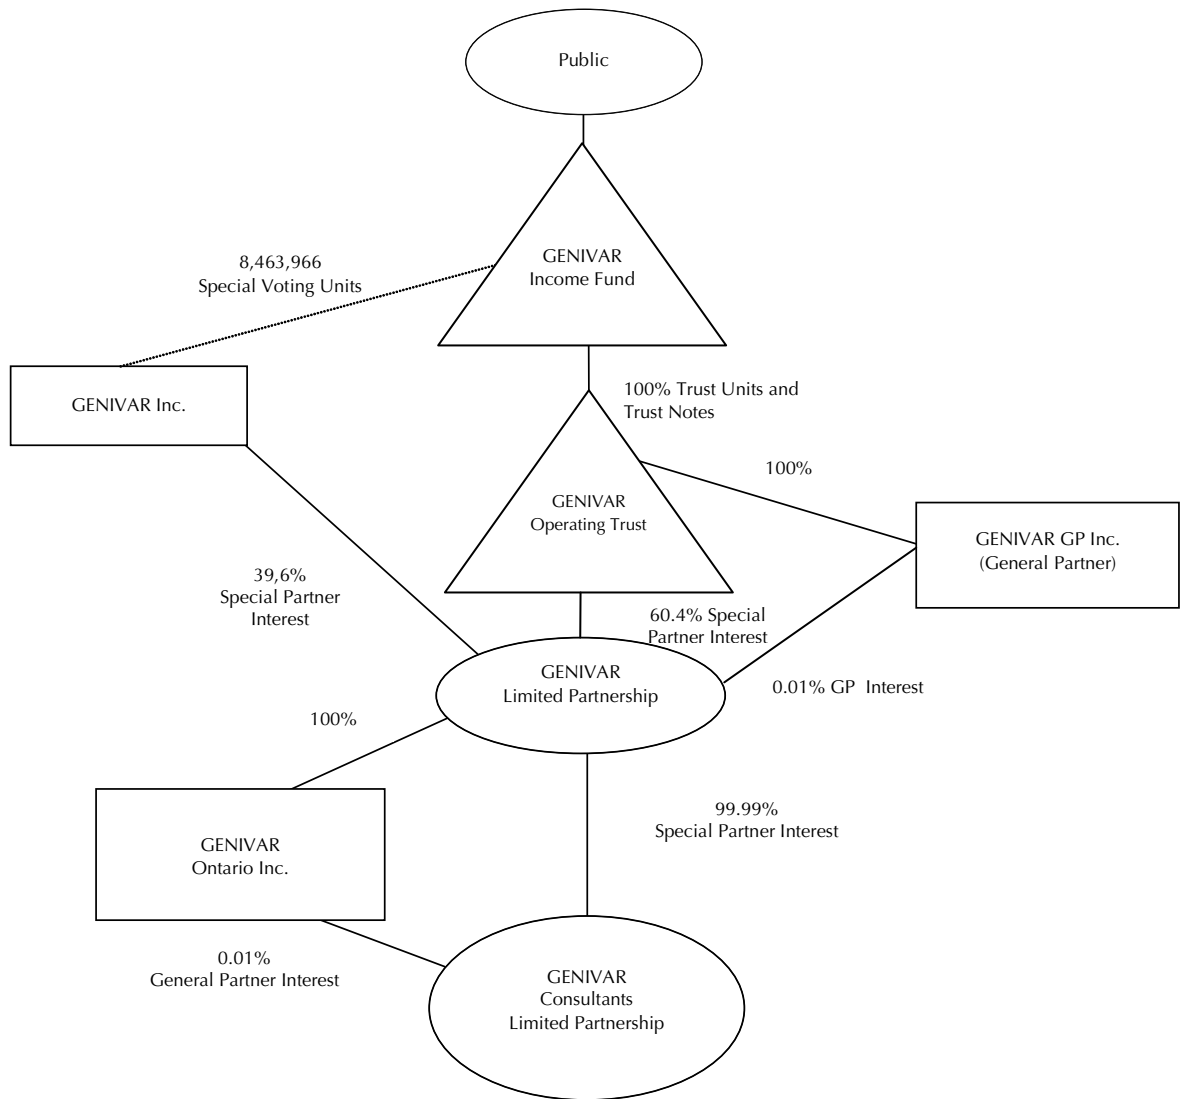 Public
GENIVAR
Income Fund
8,463,966
Special Voting Units
GENIVAR Inc.
100% Trust Units and
Trust Notes
100%
GENIVAR
Operating Trust
GENIVAR GP Inc.
(General Partner)
39,6%
Special Partner
Interest
60.4% Special
Partner Interest
GENIVAR
Limited Partnership
0.01% GP  Interest
100%
99.99%
Special Partner Interest
GENIVAR
Ontario Inc.
0.01%
General Partner Interest
GENIVAR
Consultants
Limited Partnership